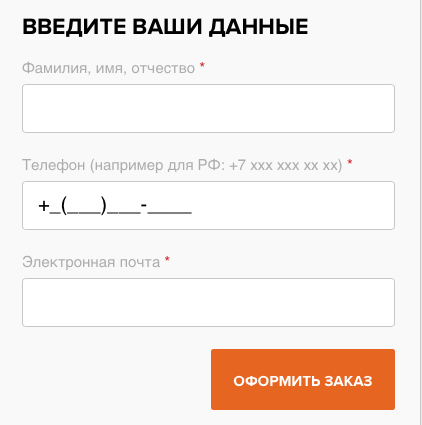 ВВЕДИТЕ ВАШИ ДАННЫЕ
Фамилия, имя, отчество *
Телефон (например для РФ: +7 xxx xxx xx xx) *
+_(___)___-____
Электронная почта *
ОФОРМИТЬ ЗАКАЗ